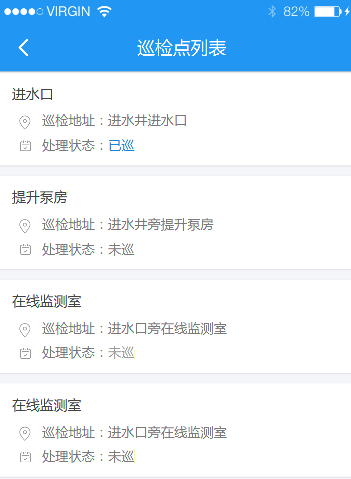 VIRGIN 82%
巡检点列表
进水口
巡检地址：进水井进水口
处理状态：已巡
提升泵房
巡检地址：进水井旁提升泵房
处理状态：未巡
在线监测室
巡检地址：进水口旁在线监测室
处理状态：未巡
在线监测室
巡检地址：进水口旁在线监测室
处理状态：未巡